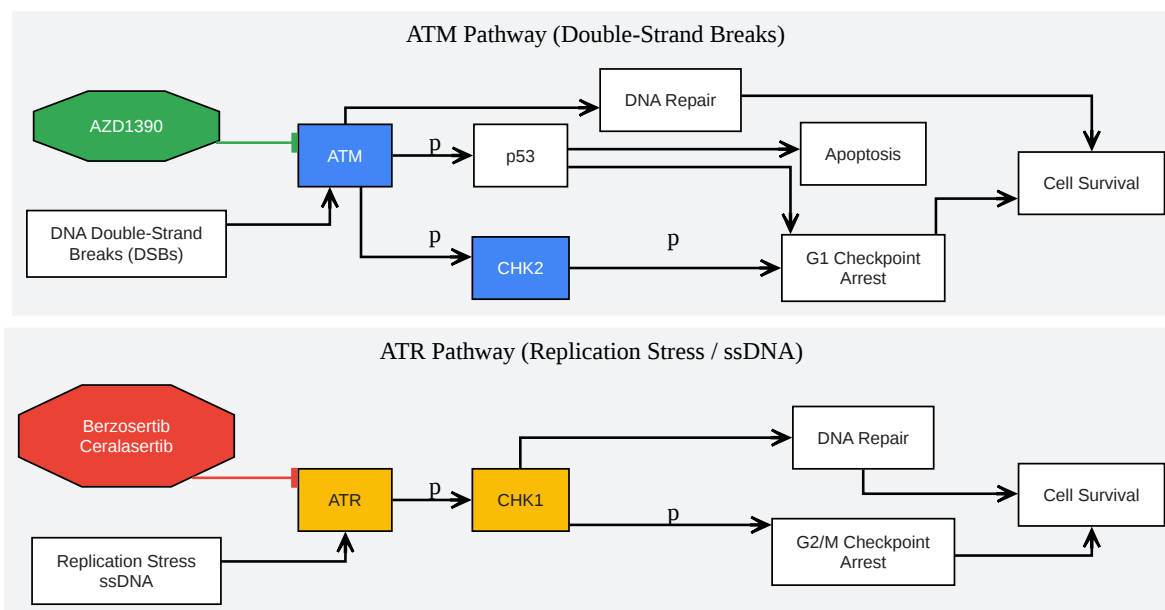 ATM Pathway (Double-Strand Breaks)
DNA Repair
AZD1390
ATM
p
p53
Apoptosis
Cell Survival
DNA Double-Strand
Breaks (DSBs)
p
CHK2
p
G1 Checkpoint
Arrest
ATR Pathway (Replication Stress / ssDNA)
Berzosertib
Ceralasertib
DNA Repair
ATR
p
CHK1
p
Cell Survival
Replication Stress
ssDNA
G2/M Checkpoint
Arrest